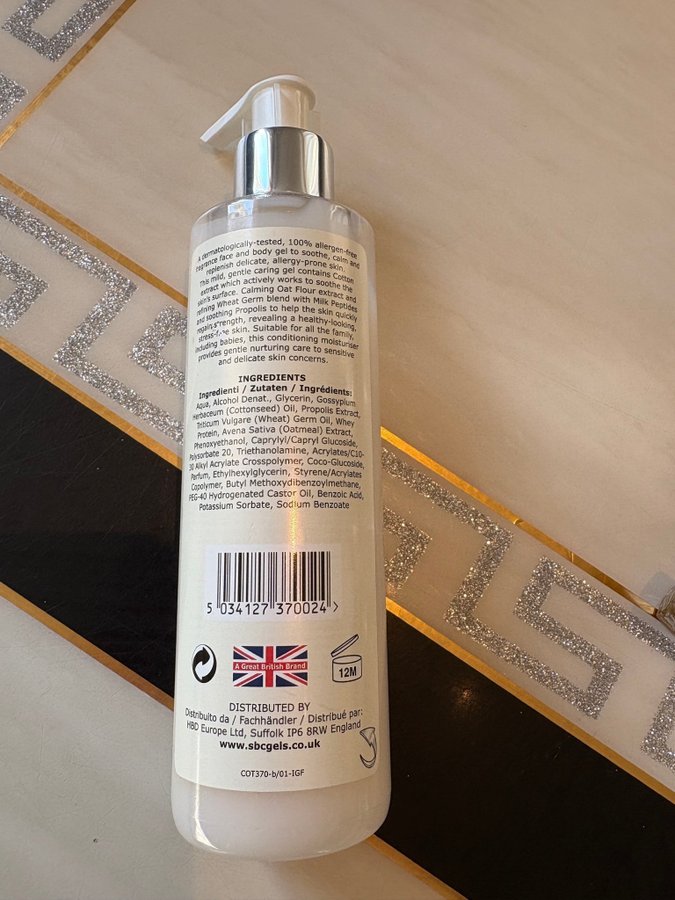 A dermatologically-tested, 100% allergen-free
fragrance face and body gel to soothe, calm and
replenish delicate, allergy-prone skin.
This mild, gentle caring gel contains Cotton
extract which actively works to soothe the
skin's surface. Calming Oat Flour extract and
refining Wheat Germ blend with Milk Peptides
and soothing Propolis to help the skin quickly
regain strength, revealing a healthy-looking,
stress-free skin. Suitable for all the family,
including babies, this conditioning moisturiser
provides gentle nurturing care to sensitive
and delicate skin concerns.
INGREDIENTS
Ingredienti / Zutaten / Ingrédients:
Aqua, Alcohol Denat., Glycerin, Gossypium
Herbaceum (Cottonseed) Oil, Propolis Extract,
Triticum Vulgare (Wheat) Germ Oil, Whey
Protein, Avena Sativa (Oatmeal) Extract,
Phenoxyethanol, Caprylyl/Capryl Glucoside,
Polysorbate 20, Triethanolamine, Acrylates/C10-
30 Alkyl Acrylate Crosspolymer, Coco-Glucoside,
Parfum, Ethylhexylglycerin, Styrene/Acrylates
Copolymer, Butyl Methoxydibenzoylmethane,
PEG-40 Hydrogenated Castor Oil, Benzoic Acid,
Potassium Sorbate, Sodium Benzoate
5 034127 370024 >
A Great British Brand
12M
DISTRIBUTED BY
Distribuito da / Fachhändler / Distribué par:
HBD Europe Ltd, Suffolk IP6 8RW England
www.sbcgels.co.uk
COT370-b/01-IGF